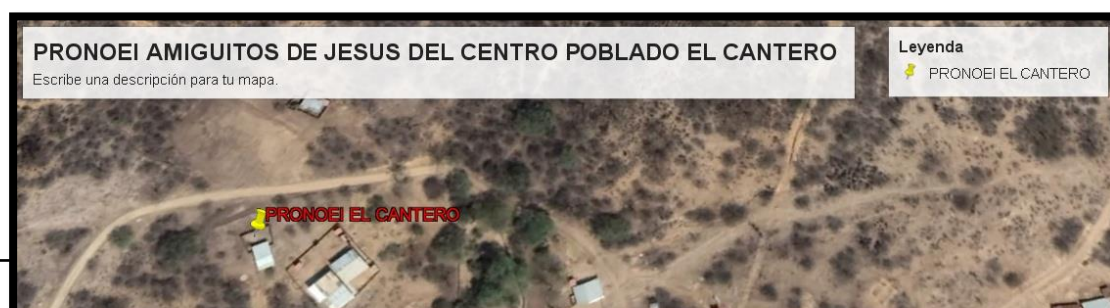 PRONOEI AMIGUITOS DE JESUS DEL CENTRO POBLADO EL CANTERO
Escribe una descripción para tu mapa.
Leyenda
PRONOEI EL CANTERO
PRONOEI EL CANTERO